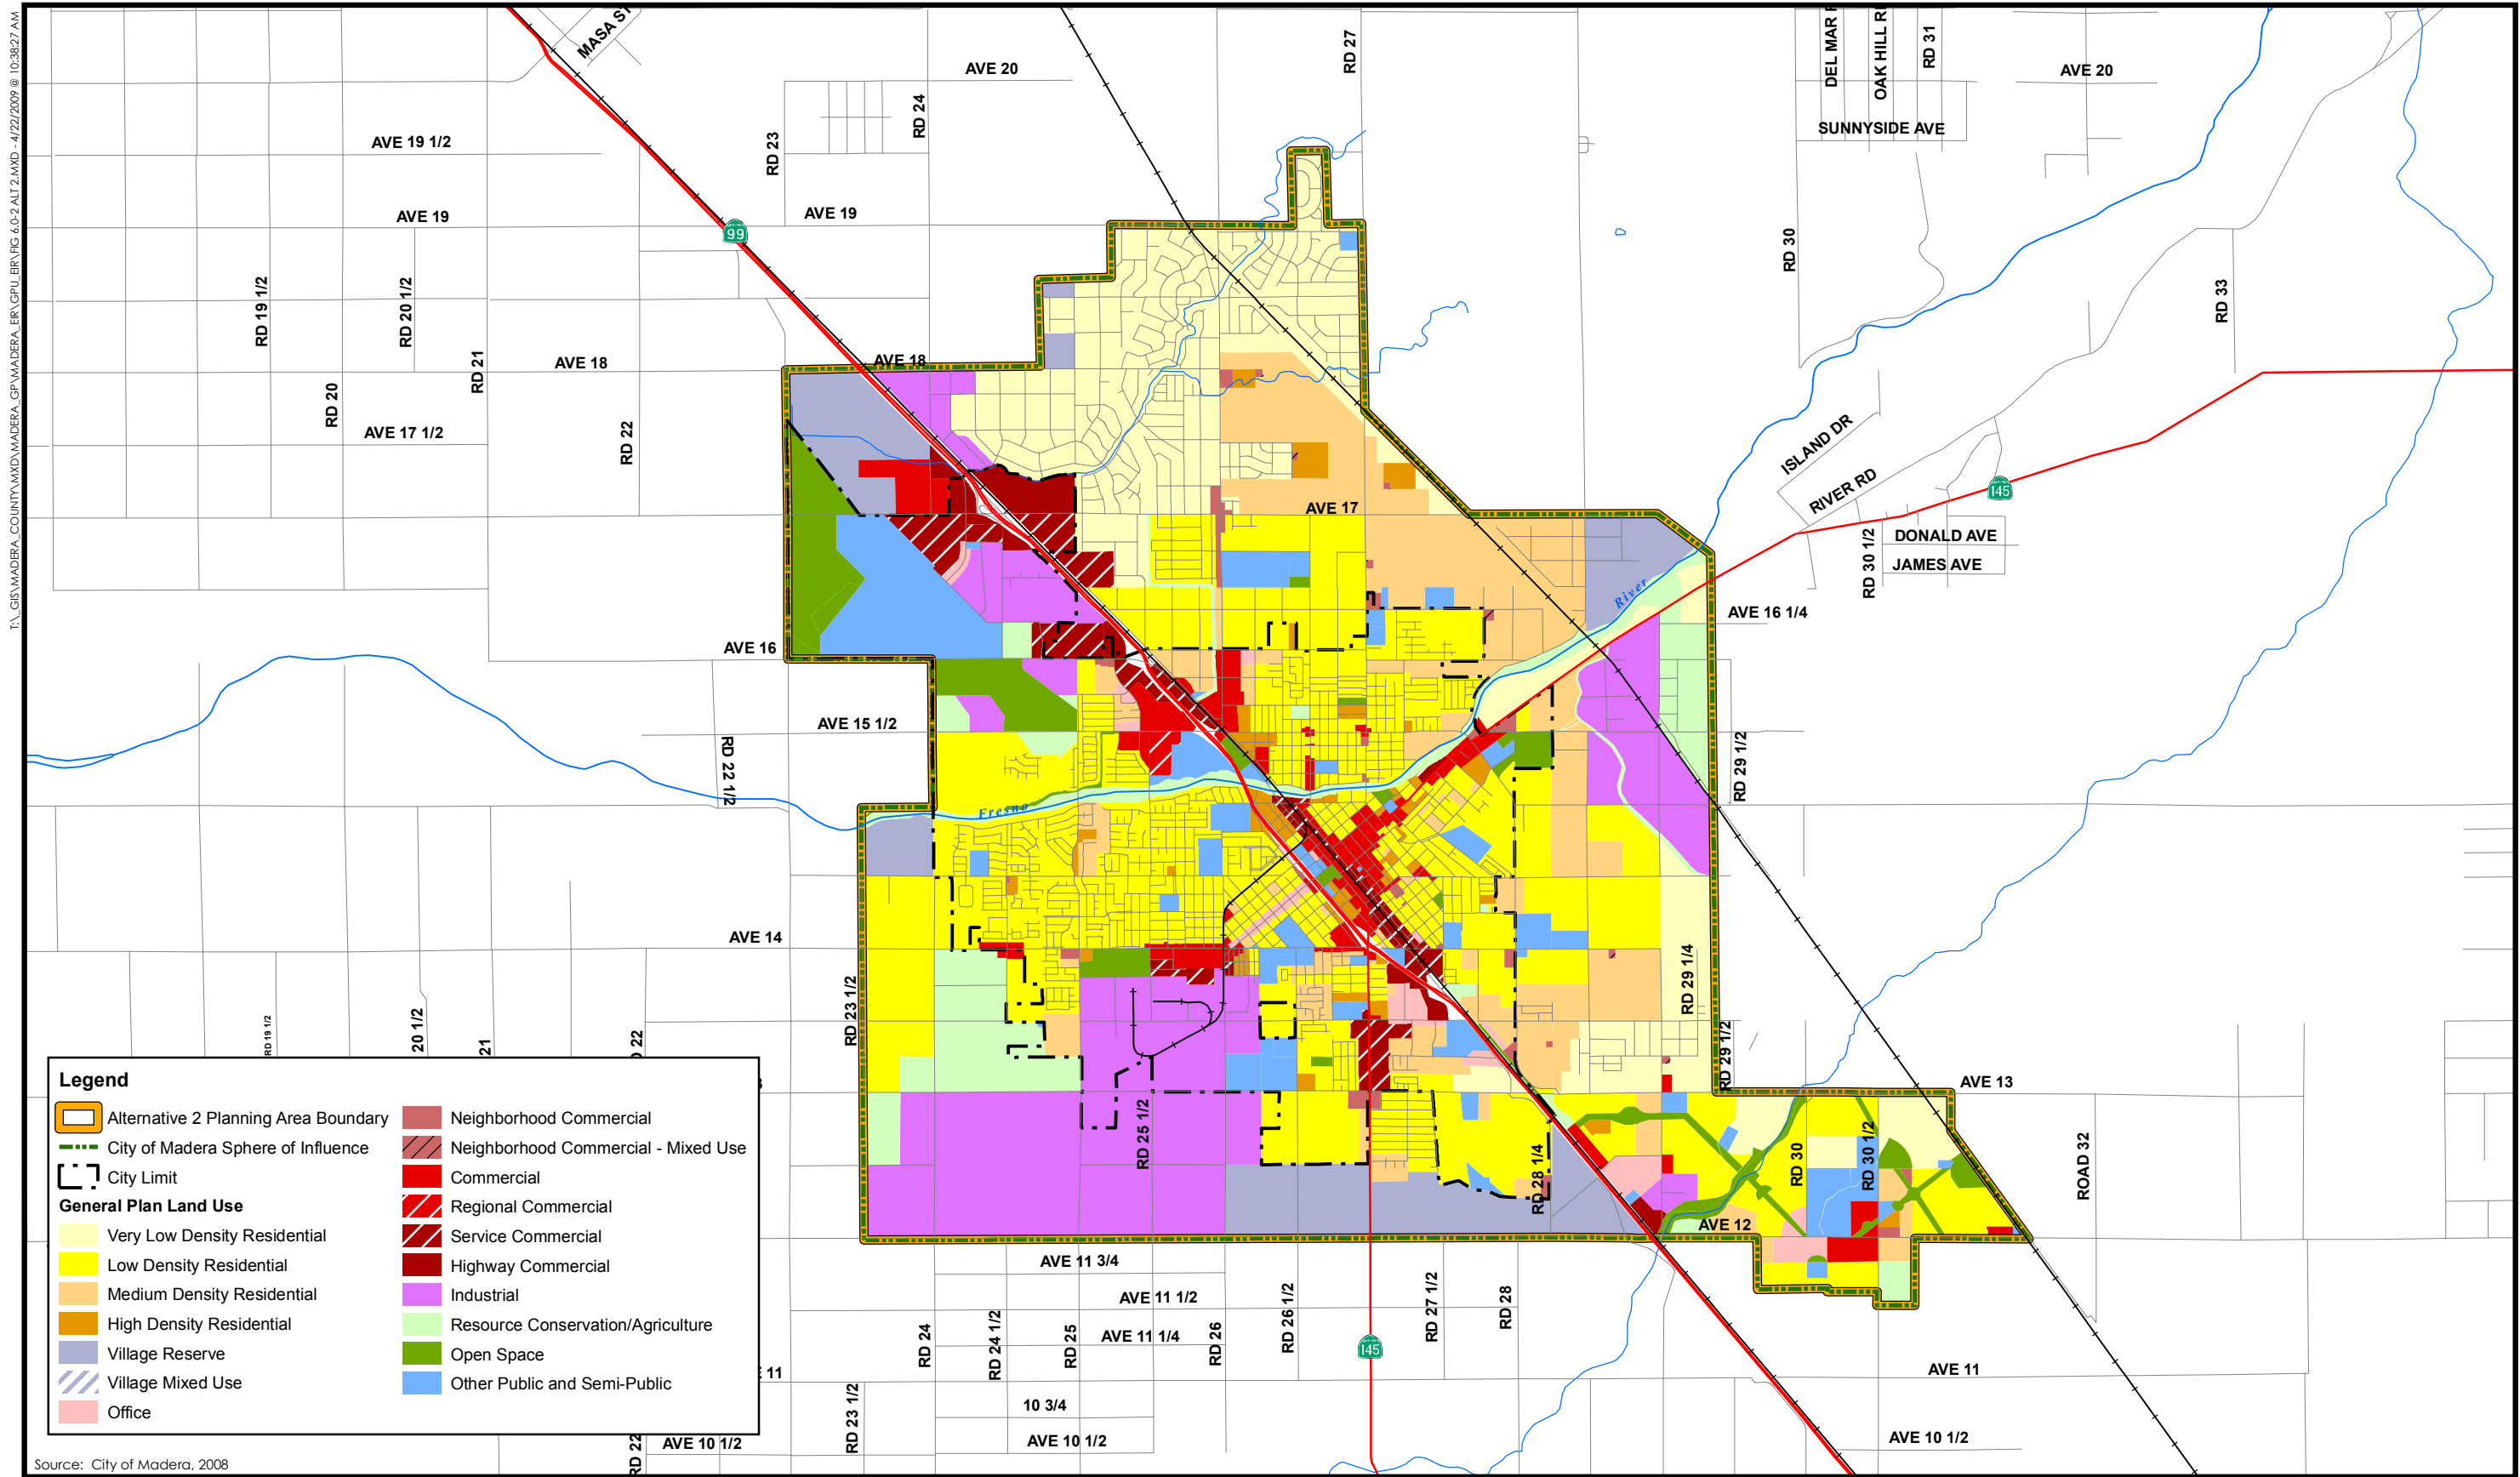 T:\_GIS\MADERA_COUNTY\MXD\MADERA_GP\MADERA_EIR\GPU_EIR\FIG 6.0-2 ALT 2.MXD - 4/22/2009 @ 10:38:27 AM
MASA ST
AVE 20
RD 27
DEL MAR
OAK HILL RD
RD 31
AVE 20
SUNNYSIDE AVE
AVE 19 1/2
RD 23
RD 24
AVE 19
AVE 19
99
RD 30
RD 33
RD 19 1/2
RD 20 1/2
RD 21
AVE 18
AVE 18
RD 20
AVE 17 1/2
RD 22
ISLAND DR
RIVER RD
145
AVE 17
RD 30 1/2
DONALD AVE
JAMES AVE
River
AVE 16 1/4
AVE 16
AVE 15 1/2
RD 22 1/2
RD 29 1/2
Fresno
AVE 14
RD 23 1/2
RD 29 1/4
RD 19 1/2
20 1/2
21
22
RD 29 1/2
AVE 13
RD 25 1/2
RD 28 1/4
RD 30
RD 30 1/2
ROAD 32
AVE 12
AVE 11 3/4
AVE 11 1/2
AVE 11 1/4
RD 24
RD 24 1/2
RD 25
RD 26
RD 26 1/2
RD 27 1/2
RD 28
145
11
AVE 11
RD 23 1/2
10 3/4
RD 22
AVE 10 1/2
AVE 10 1/2
AVE 10 1/2
Legend
Alternative 2 Planning Area Boundary
City of Madera Sphere of Influence
City Limit
General Plan Land Use
Very Low Density Residential
Low Density Residential
Medium Density Residential
High Density Residential
Village Reserve
Village Mixed Use
Office
Neighborhood Commercial
Neighborhood Commercial - Mixed Use
Commercial
Regional Commercial
Service Commercial
Highway Commercial
Industrial
Resource Conservation/Agriculture
Open Space
Other Public and Semi-Public
Source: City of Madera, 2008